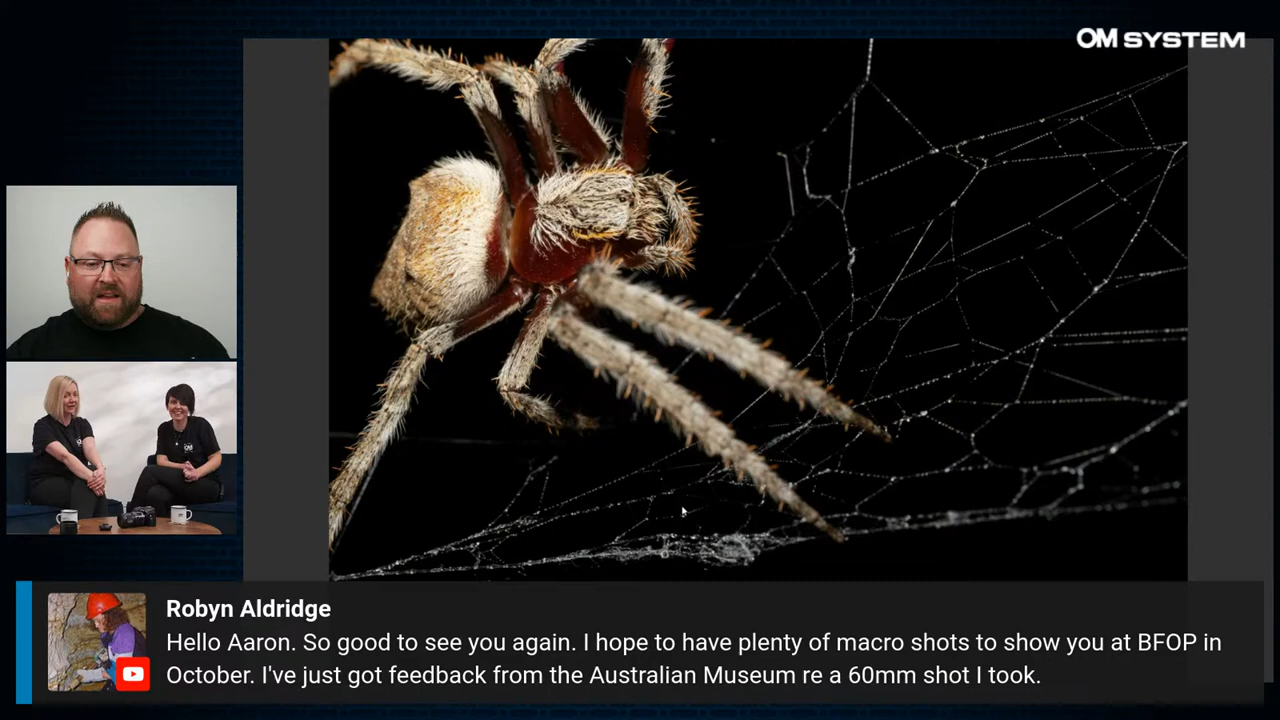 OM SYSTEM
Robyn Aldridge
Hello Aaron. So good to see you again. I hope to have plenty of macro shots to show you at BFOP in
October. I've just got feedback from the Australian Museum re a 60mm shot I took.